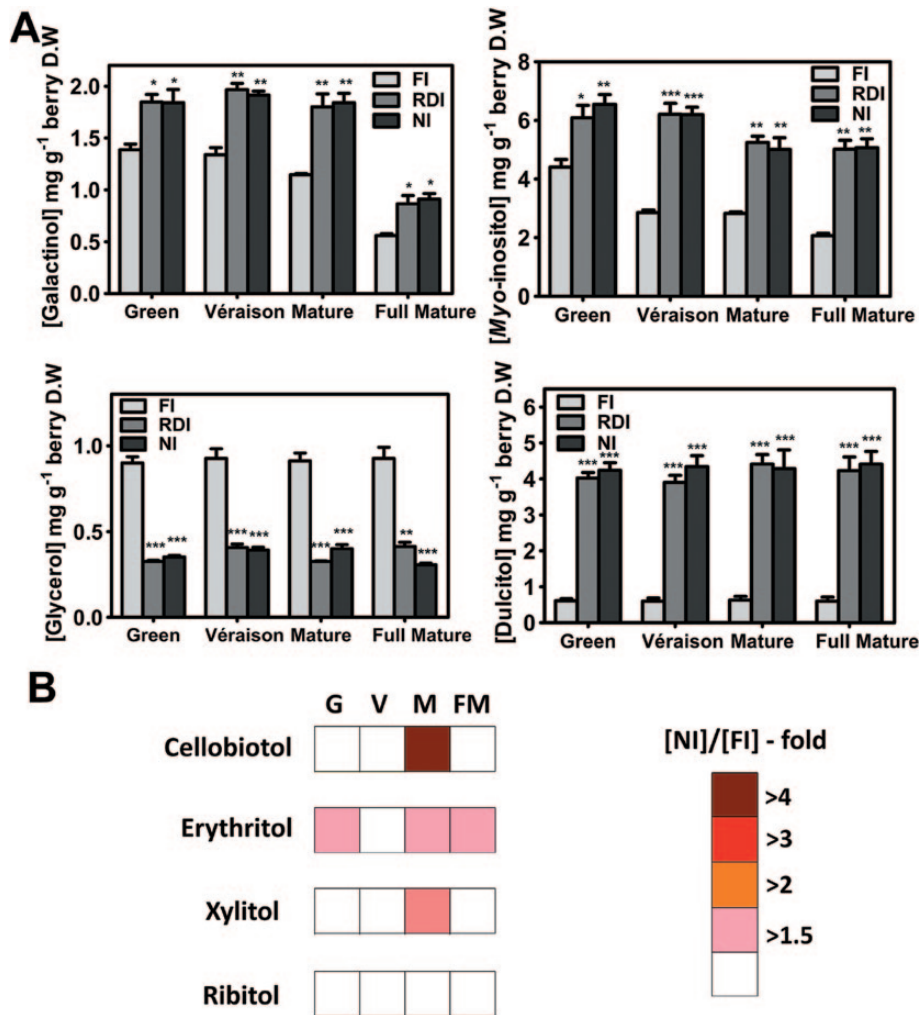 A
[Galactinol] mg g⁻¹ berry D.W
2.0
1.5
1.0
0.5
0.0
FI
RDI
NI
* * ** ** ** ** * *
Green Véraison Mature Full Mature
[Myo-inositol] mg g⁻¹ berry D.W
8
6
4
2
0
FI
RDI
NI
* ** *** *** ** ** ** **
Green Véraison Mature Full Mature
[Glycerol] mg g⁻¹ berry D.W
1.0
0.5
0.0
FI
RDI
NI
*** *** *** *** *** *** ** ***
Green Véraison Mature Full Mature
[Dulcitol] mg g⁻¹ berry D.W
6
5
4
3
2
1
0
FI
RDI
NI
*** *** *** *** *** *** *** ***
Green Véraison Mature Full Mature
B
G V M FM
Cellobiotol
Erythritol
Xylitol
Ribitol
[NI]/[FI] - fold
>4
>3
>2
>1.5